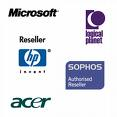 Microsoft
Reseller
logical
planet
hp
invent
SOPHOS
Authorised
Reseller
acer